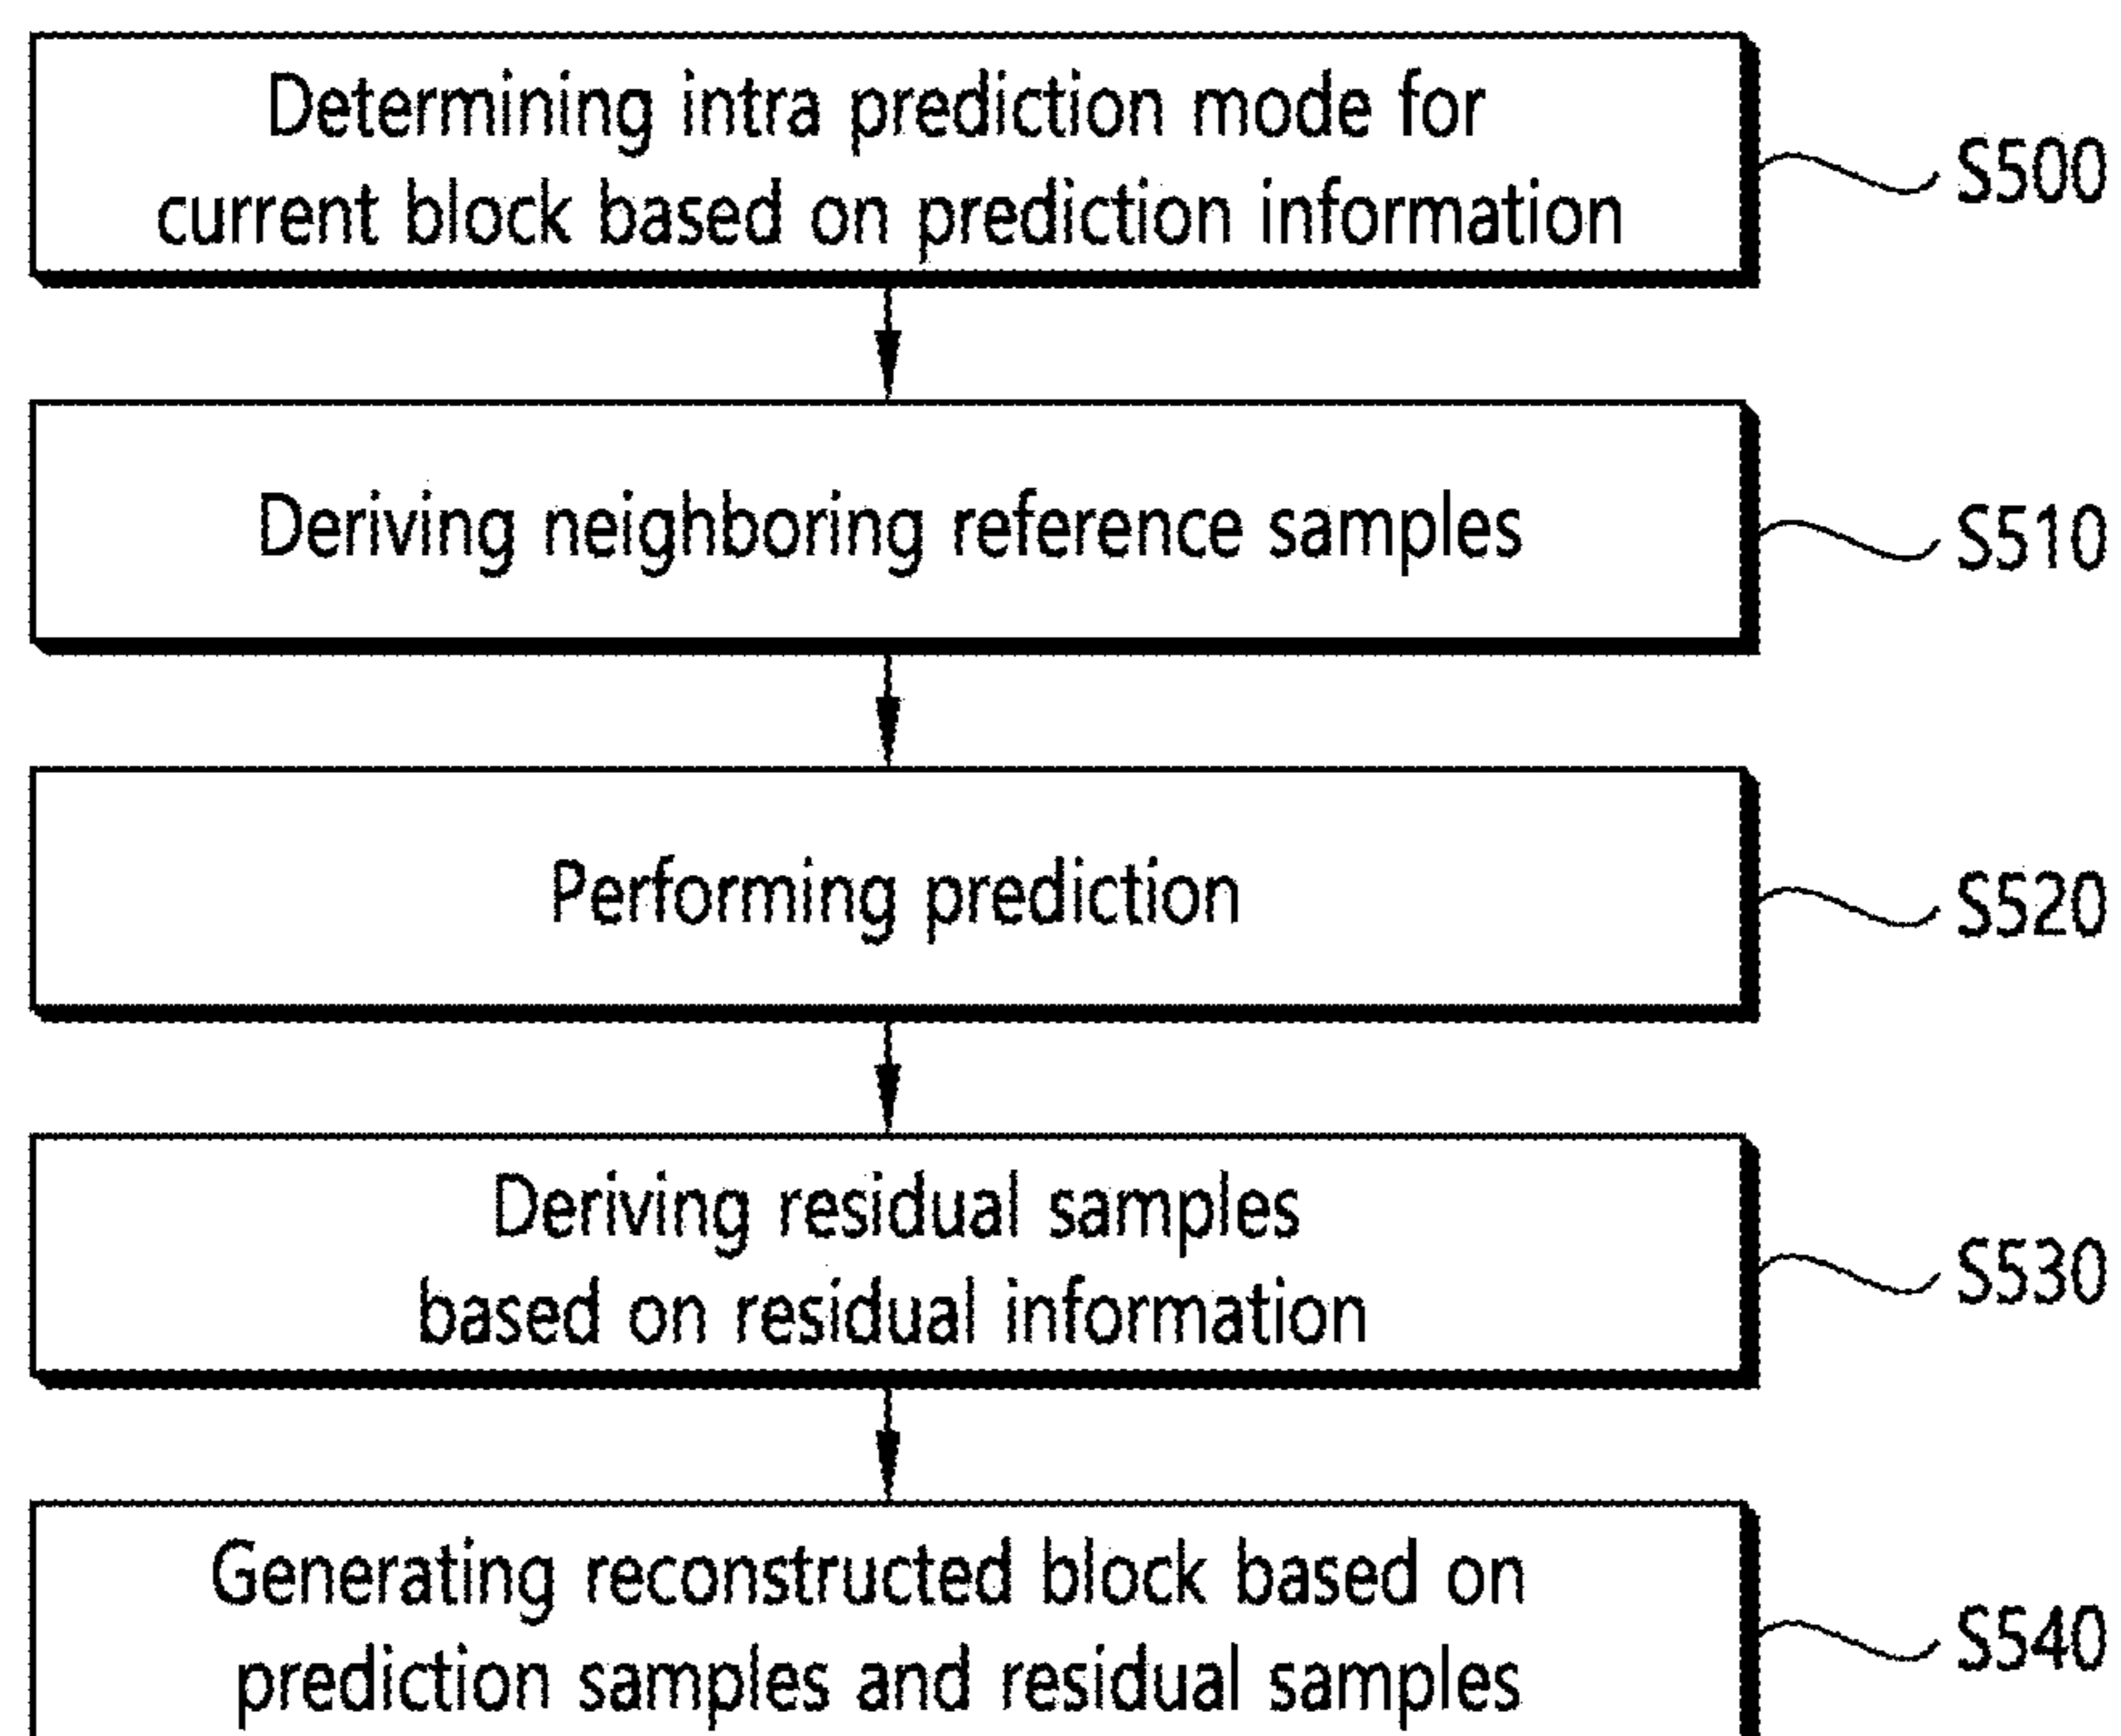 Determining intra prediction mode for
current block based on prediction information
S500
Deriving neighboring reference samples
S510
Performing prediction
S520
Deriving residual samples
based on residual information
S530
Generating reconstructed block based on
prediction samples and residual samples
S540